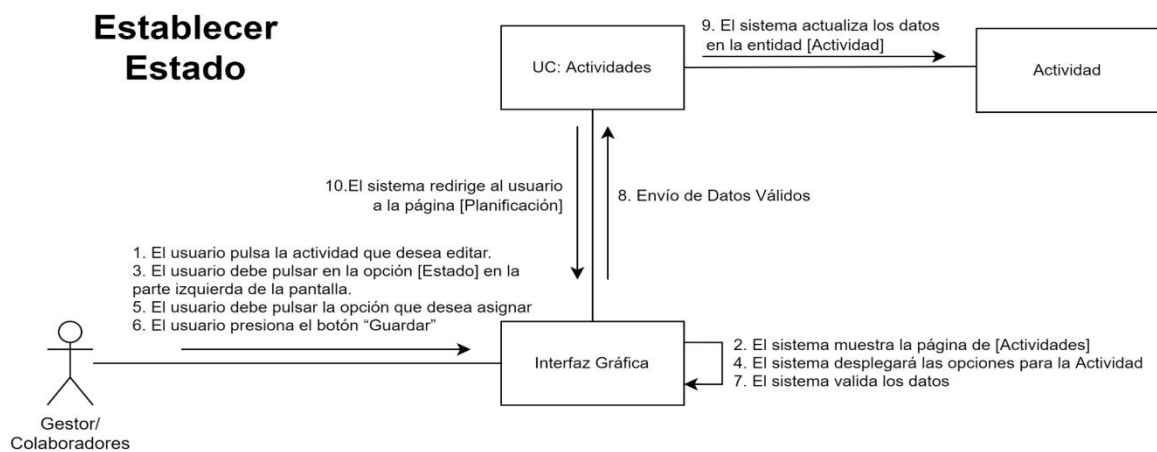 Establecer
Estado
UC: Actividades
9. El sistema actualiza los datos
en la entidad [Actividad]
Actividad
10.El sistema redirige al usuario
a la página [Planificación]
8. Envío de Datos Válidos
1. El usuario pulsa la actividad que desea editar.
3. El usuario debe pulsar en la opción [Estado] en la
parte izquierda de la pantalla.
5. El usuario debe pulsar la opción que desea asignar
6. El usuario presiona el botón “Guardar”
Interfaz Gráfica
2. El sistema muestra la página de [Actividades]
4. El sistema desplegará las opciones para la Actividad
7. El sistema valida los datos
Gestor/
Colaboradores